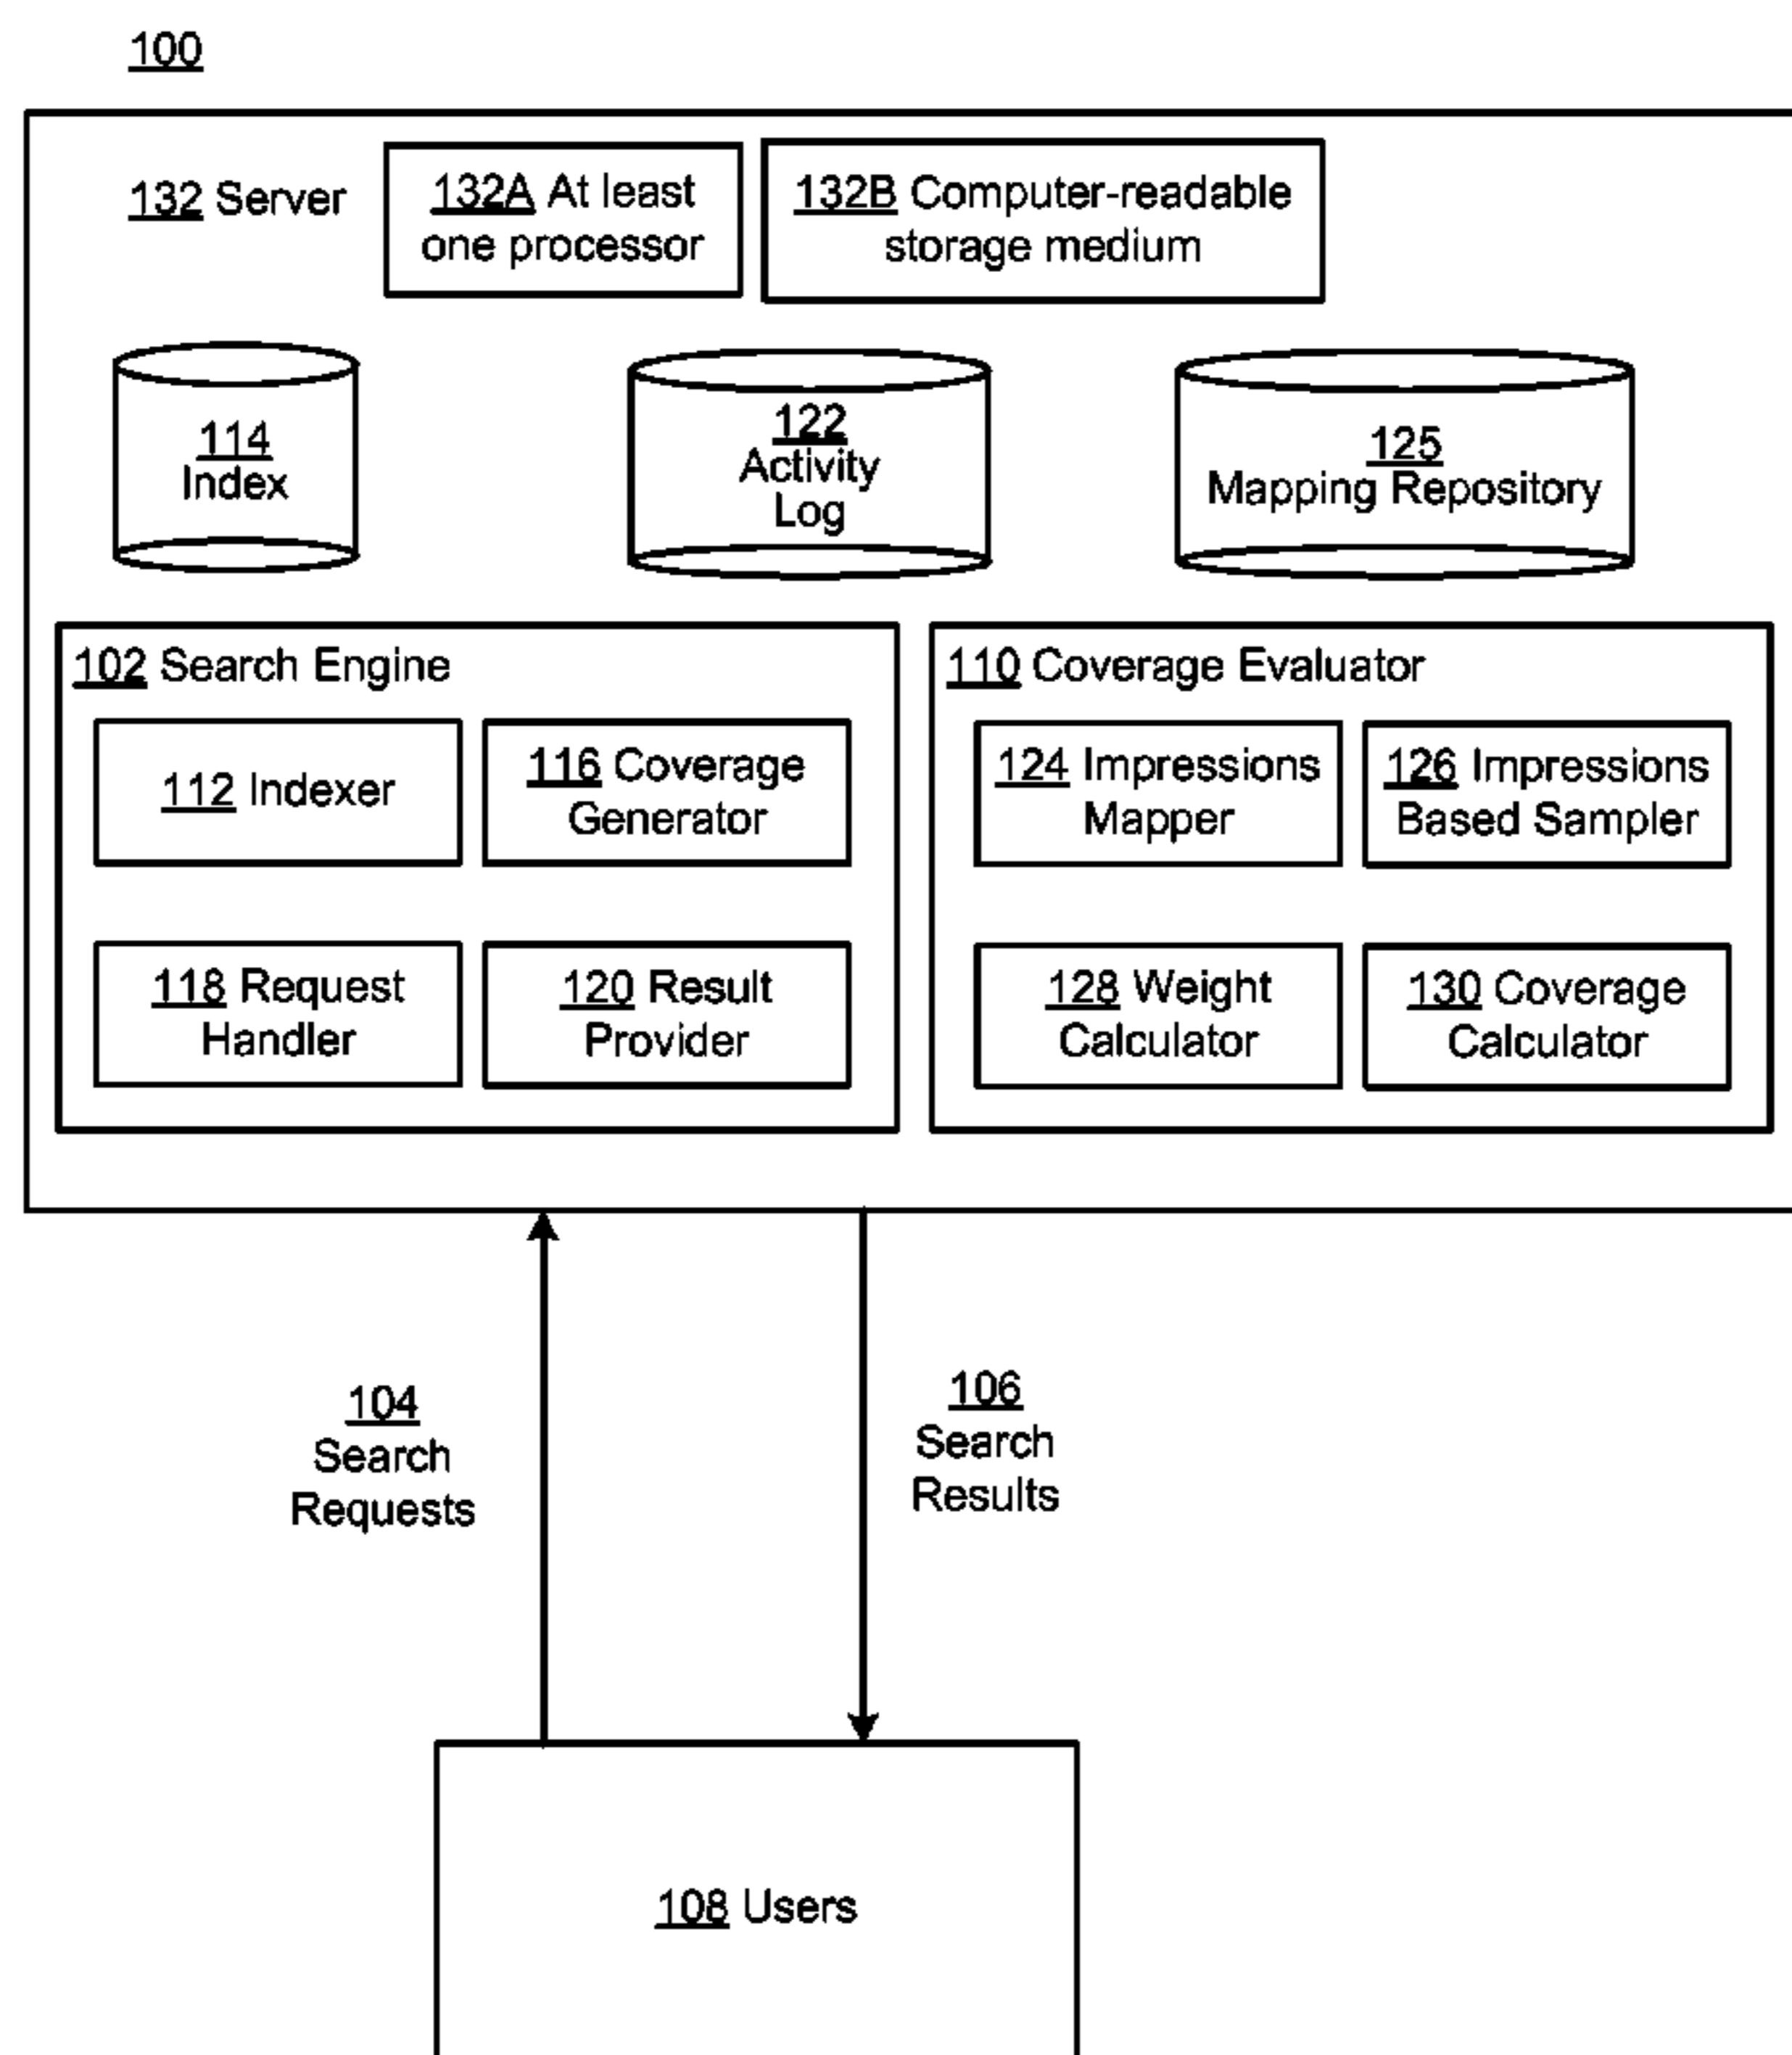 100
132 Server
132A At least
one processor
132B Computer-readable
storage medium
114
Index
122
Activity
Log
125
Mapping Repository
102 Search Engine
112 Indexer
116 Coverage
Generator
118 Request
Handler
120 Result
Provider
110 Coverage Evaluator
124 Impressions
Mapper
126 Impressions
Based Sampler
128 Weight
Calculator
130 Coverage
Calculator
104
Search
Requests
106
Search
Results
108 Users